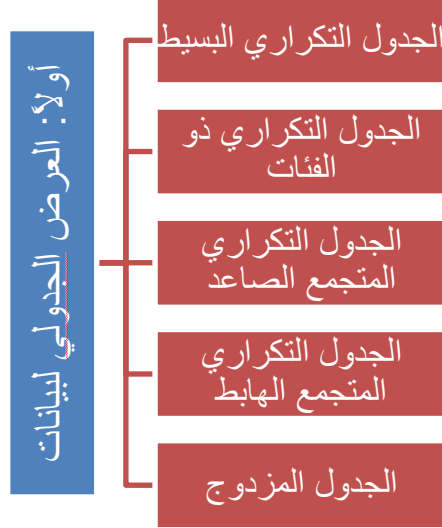 أولاً: العرض الجدولي لبيانات
الجدول التكراري البسيط
الجدول التكراري ذو
الفئات
الجدول التكراري
المتجمع الصاعد
الجدول التكراري
المتجمع الهابط
الجدول المزدوج